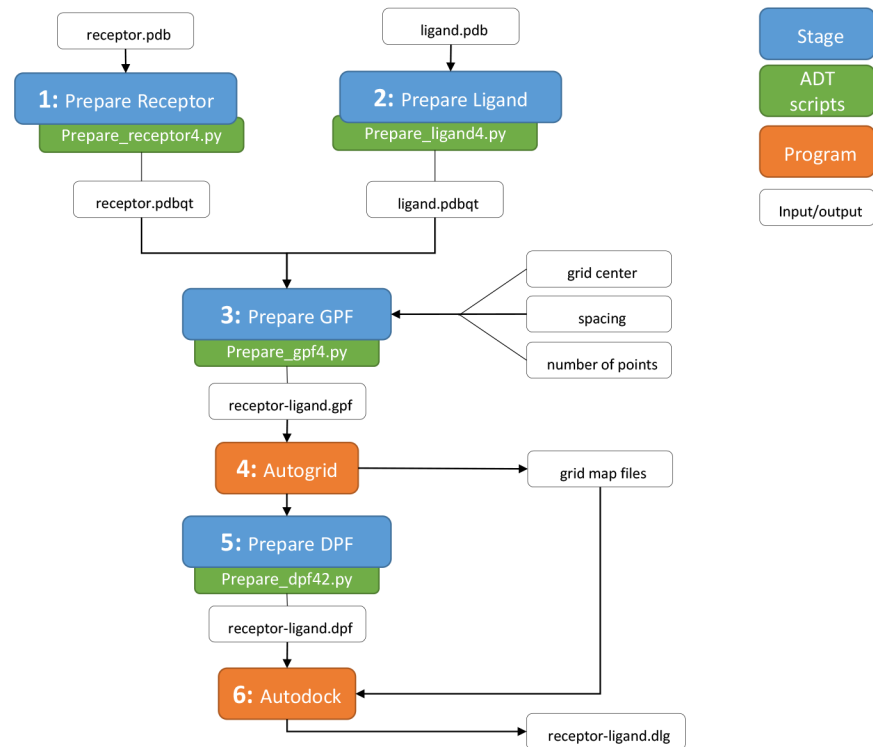 receptor.pdb
ligand.pdb
Stage
1: Prepare Receptor
2: Prepare Ligand
ADT
scripts
Prepare_receptor4.py
Prepare_ligand4.py
Program
receptor.pdbqt
ligand.pdbqt
Input/output
grid center
3: Prepare GPF
spacing
Prepare_gpf4.py
number of points
receptor-ligand.gpf
4: Autogrid
grid map files
5: Prepare DPF
Prepare_dpf42.py
receptor-ligand.dpf
6: Autodock
receptor-ligand.dlg